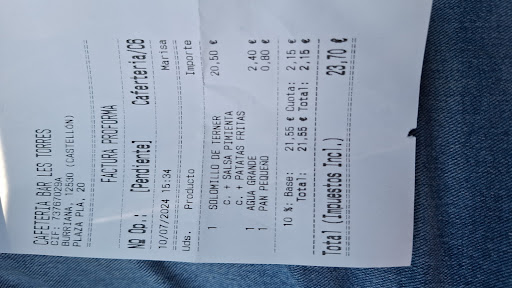 CAFETERIA BAR LES TORRES
CIF: 73767029A
BURRIANA, 12530 (CASTELLON)
PLAZA PLA, 20
FACTURA PROFORMA
Nº Op.: [Pendiente] Cafeteria/C6
10/07/2024 15:34 Marisa
Uds. Producto Importe
1 SOLOMILLO DE TERNER 20,50 €
C. + SALSA PIMIENTA
C. + PATATAS FRITAS
1 AGUA GRANDE 2,40 €
1 PAN PEQUENO 0,80 €
10 %: Base: 21,55 € Cuota: 2,15 €
Total: 21,55 € Total: 2,15 €
Total (Impuestos Incl.) 23,70 €